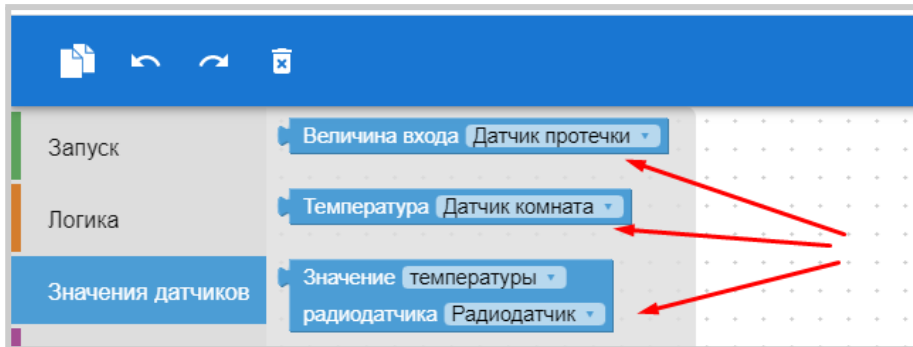 Запуск
Логика
Значения датчиков
Величина входа Датчик протечки
Температура Датчик комната
Значение температуры
радиодатчика Радиодатчик